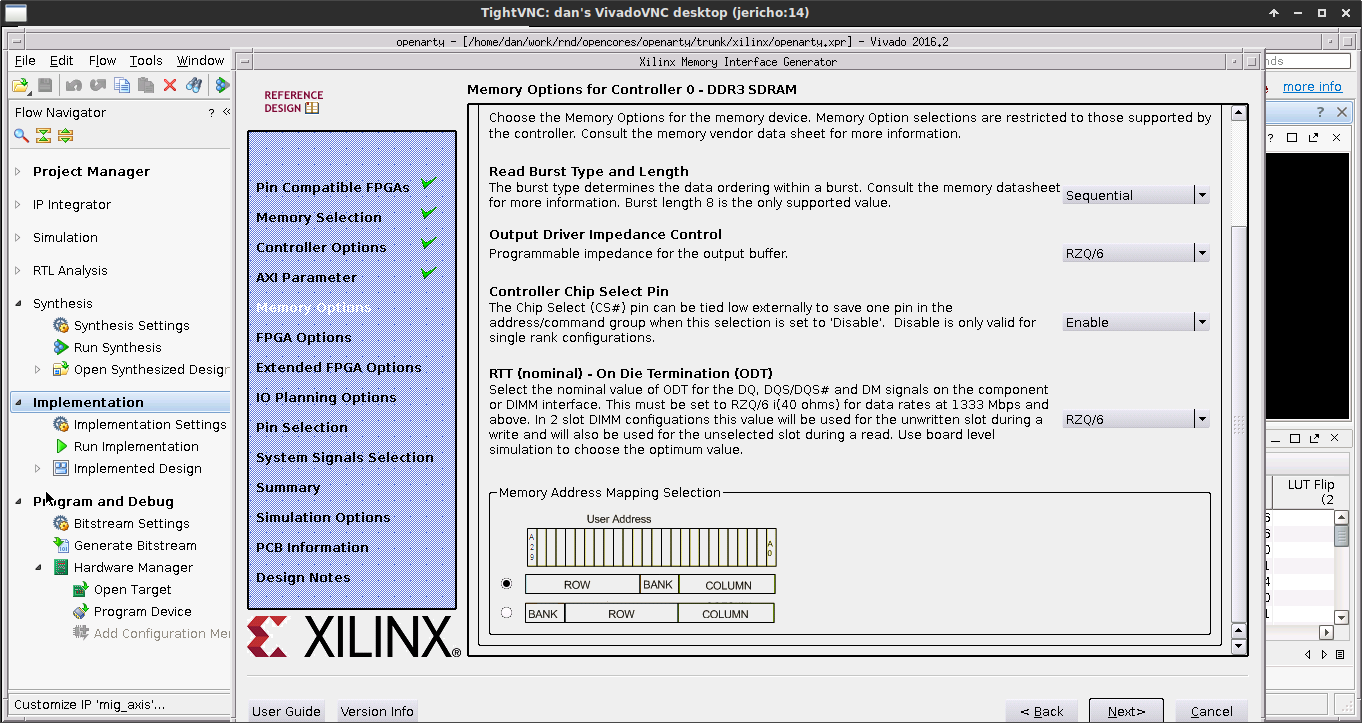 TightVNC: dan's VivadoVNC desktop (jericho:14)
openarty - [/home/dan/work/rnd/opencores/openarty/trunk/xilinx/openarty.xpr] - Vivado 2016.2
File Edit Flow Tools Window
Xilinx Memory Interface Generator
more info
Flow Navigator ? «
Project Manager
IP Integrator
Simulation
RTL Analysis
Synthesis
Synthesis Settings
Run Synthesis
Open Synthesized Design
Implementation
Implementation Settings
Run Implementation
Implemented Design
Program and Debug
Bitstream Settings
Generate Bitstream
Hardware Manager
Open Target
Program Device
Add Configuration Mer
Customize IP 'mig_axis'...
REFERENCE
DESIGN
Pin Compatible FPGAs
Memory Selection
Controller Options
AXI Parameter
Memory Options
FPGA Options
Extended FPGA Options
IO Planning Options
Pin Selection
System Signals Selection
Summary
Simulation Options
PCB Information
Design Notes
XILINX®
Memory Options for Controller 0 - DDR3 SDRAM
Choose the Memory Options for the memory device. Memory Option selections are restricted to those supported by
the controller. Consult the memory vendor data sheet for more information.
Read Burst Type and Length
The burst type determines the data ordering within a burst. Consult the memory datasheet
for more information. Burst length 8 is the only supported value.
Sequential
Output Driver Impedance Control
Programmable impedance for the output buffer.
RZQ/6
Controller Chip Select Pin
The Chip Select (CS#) pin can be tied low externally to save one pin in the
address/command group when this selection is set to 'Disable'.  Disable is only valid for
single rank configurations.
Enable
RTT (nominal) - On Die Termination (ODT)
Select the nominal value of ODT for the DQ, DQS/DQS# and DM signals on the component
or DIMM interface. This must be set to RZQ/6 i(40 ohms) for data rates at 1333 Mbps and
above. In 2 slot DIMM configuations this value will be used for the unwritten slot during a
write and will also be used for the unselected slot during a read. Use board level
simulation to choose the optimum value.
RZQ/6
Memory Address Mapping Selection
User Address
A29 A0
ROW BANK COLUMN
BANK ROW COLUMN
User Guide Version Info < Back Next> Cancel
nds
? 
?
LUT Flip
(2